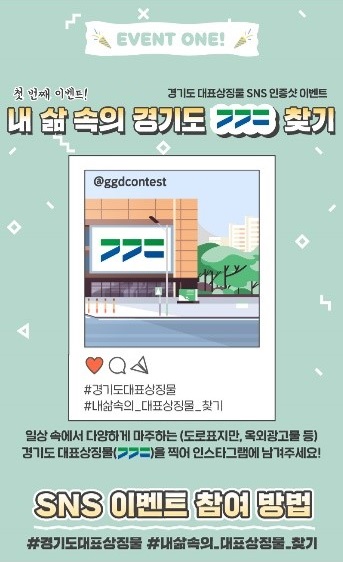 EVENT ONE!
첫 번째 이벤트!
경기도 대표상징물 SNS 인증샷 이벤트
내 삶 속의 경기도 ㄱㄱㄷ 찾기
@ggdcontest
ㄱㄱㄷ
#경기도대표상징물
#내삶속의_대표상징물_찾기
일상 속에서 다양하게 마주하는 (도로표지판, 옥외광고물 등)
경기도 대표상징물(ㄱㄱㄷ)을 찍어 인스타그램에 남겨주세요!
SNS 이벤트 참여 방법
#경기도대표상징물 #내삶속의_대표상징물_찾기